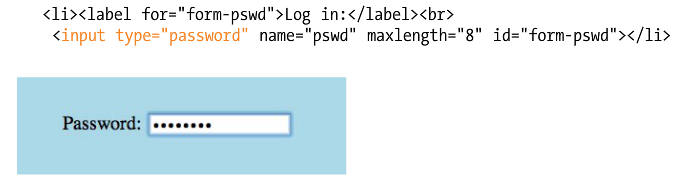 <li><label for="form-pswd">Log in:</label><br>
<input type="password" name="pswd" maxlength="8" id="form-pswd"></li>
Password: ••••••••